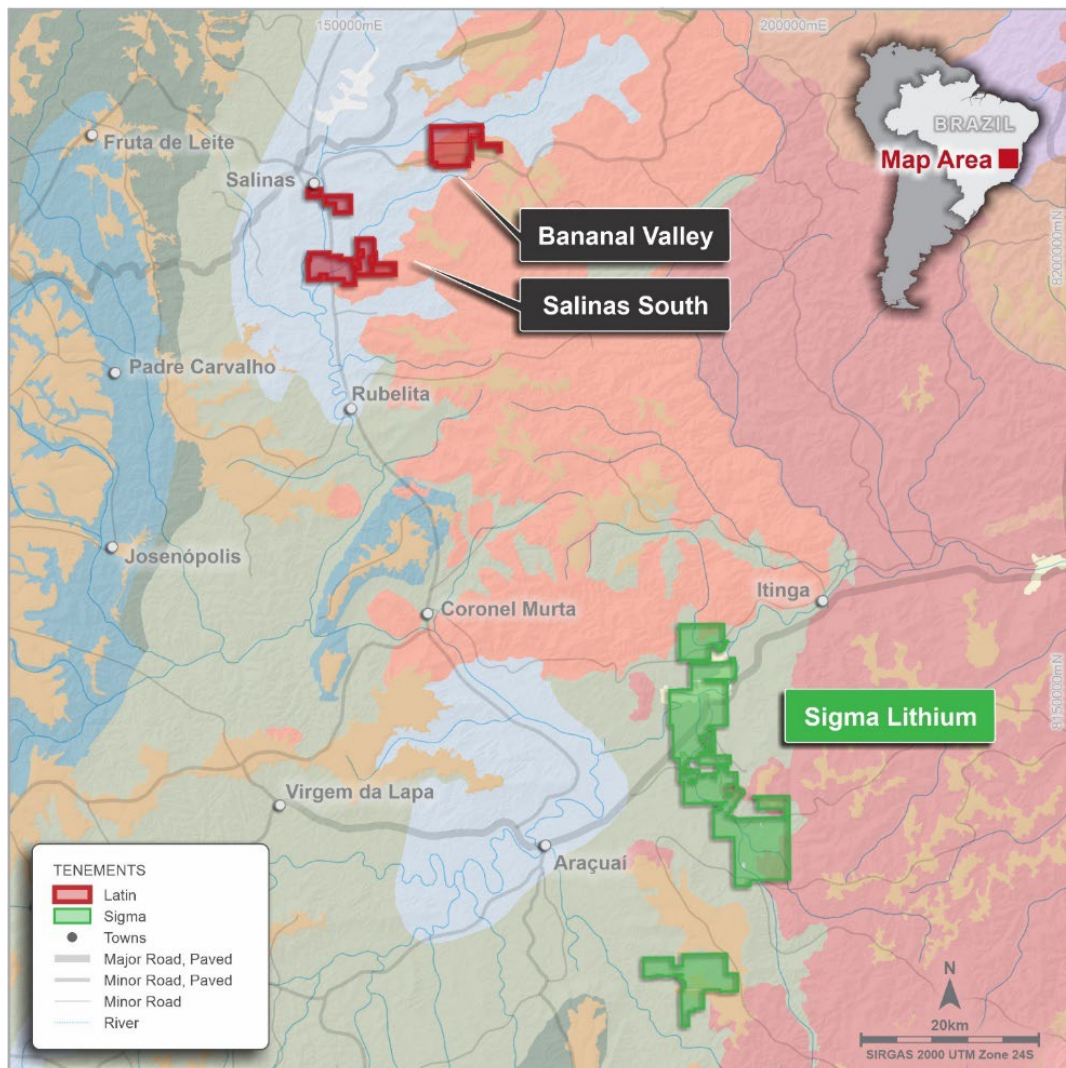 150000mE
200000mE
Fruta de Leite
Salinas
BRAZIL
Map Area
Bananal Valley
Salinas South
8200000mN
Padre Carvalho
Rubelita
Josenópolis
Coronel Murta
Itinga
8150000mN
Sigma Lithium
Virgem da Lapa
Araçuaí
TENEMENTS
Latin
Sigma
Towns
Major Road, Paved
Minor Road, Paved
Minor Road
River
N
20km
SIRGAS 2000 UTM Zone 24S